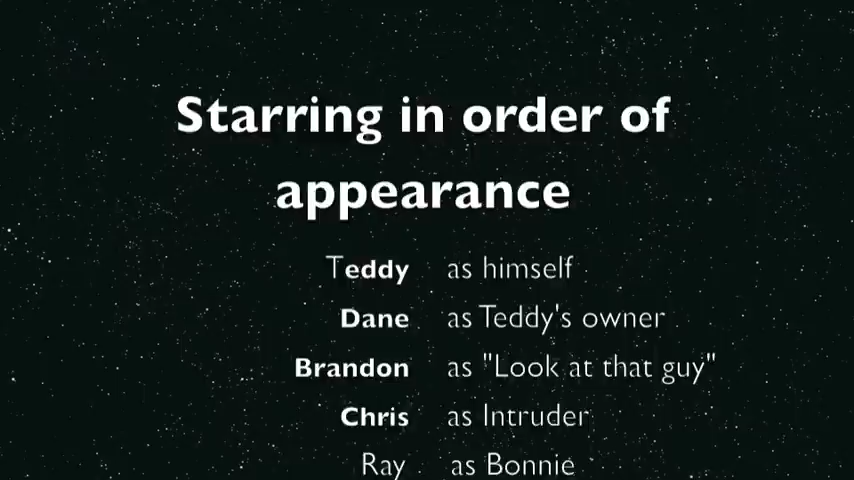 Starring in order of
appearance
Teddy as himself
Dane as Teddy's owner
Brandon as "Look at that guy"
Chris as Intruder
Ray as Bonnie